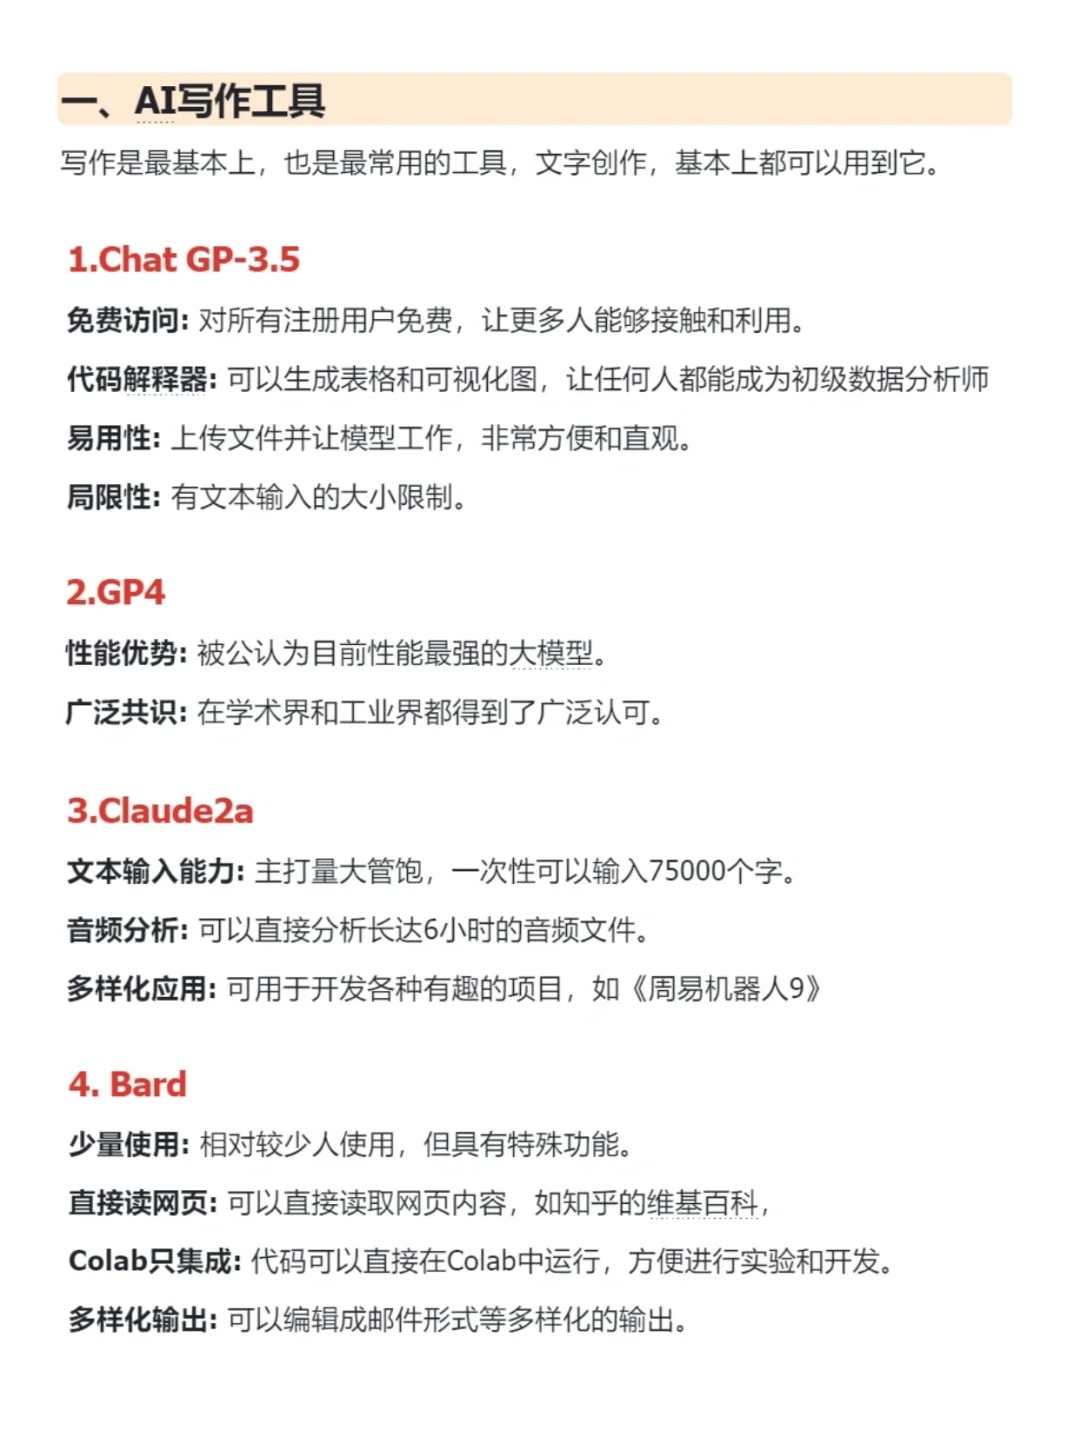 一、AI写作工具
写作是最基本上，也是最常用的工具，文字创作，基本上都可以用到它。
1.Chat GP-3.5
免费访问: 对所有注册用户免费，让更多人能够接触和利用。
代码解释器: 可以生成表格和可视化图，让任何人都能成为初级数据分析师
易用性: 上传文件并让模型工作，非常方便和直观。
局限性: 有文本输入的大小限制。
2.GP4
性能优势: 被公认为目前性能最强的大模型。
广泛共识: 在学术界和工业界都得到了广泛认可。
3.Claude2a
文本输入能力: 主打量大管饱，一次性可以输入75000个字。
音频分析: 可以直接分析长达6小时的音频文件。
多样化应用: 可用于开发各种有趣的项目，如《周易机器人9》
4. Bard
少量使用: 相对较少人使用，但具有特殊功能。
直接读网页: 可以直接读取网页内容，如知乎的维基百科，
Colab只集成: 代码可以直接在Colab中运行，方便进行实验和开发。
多样化输出: 可以编辑成邮件形式等多样化的输出。